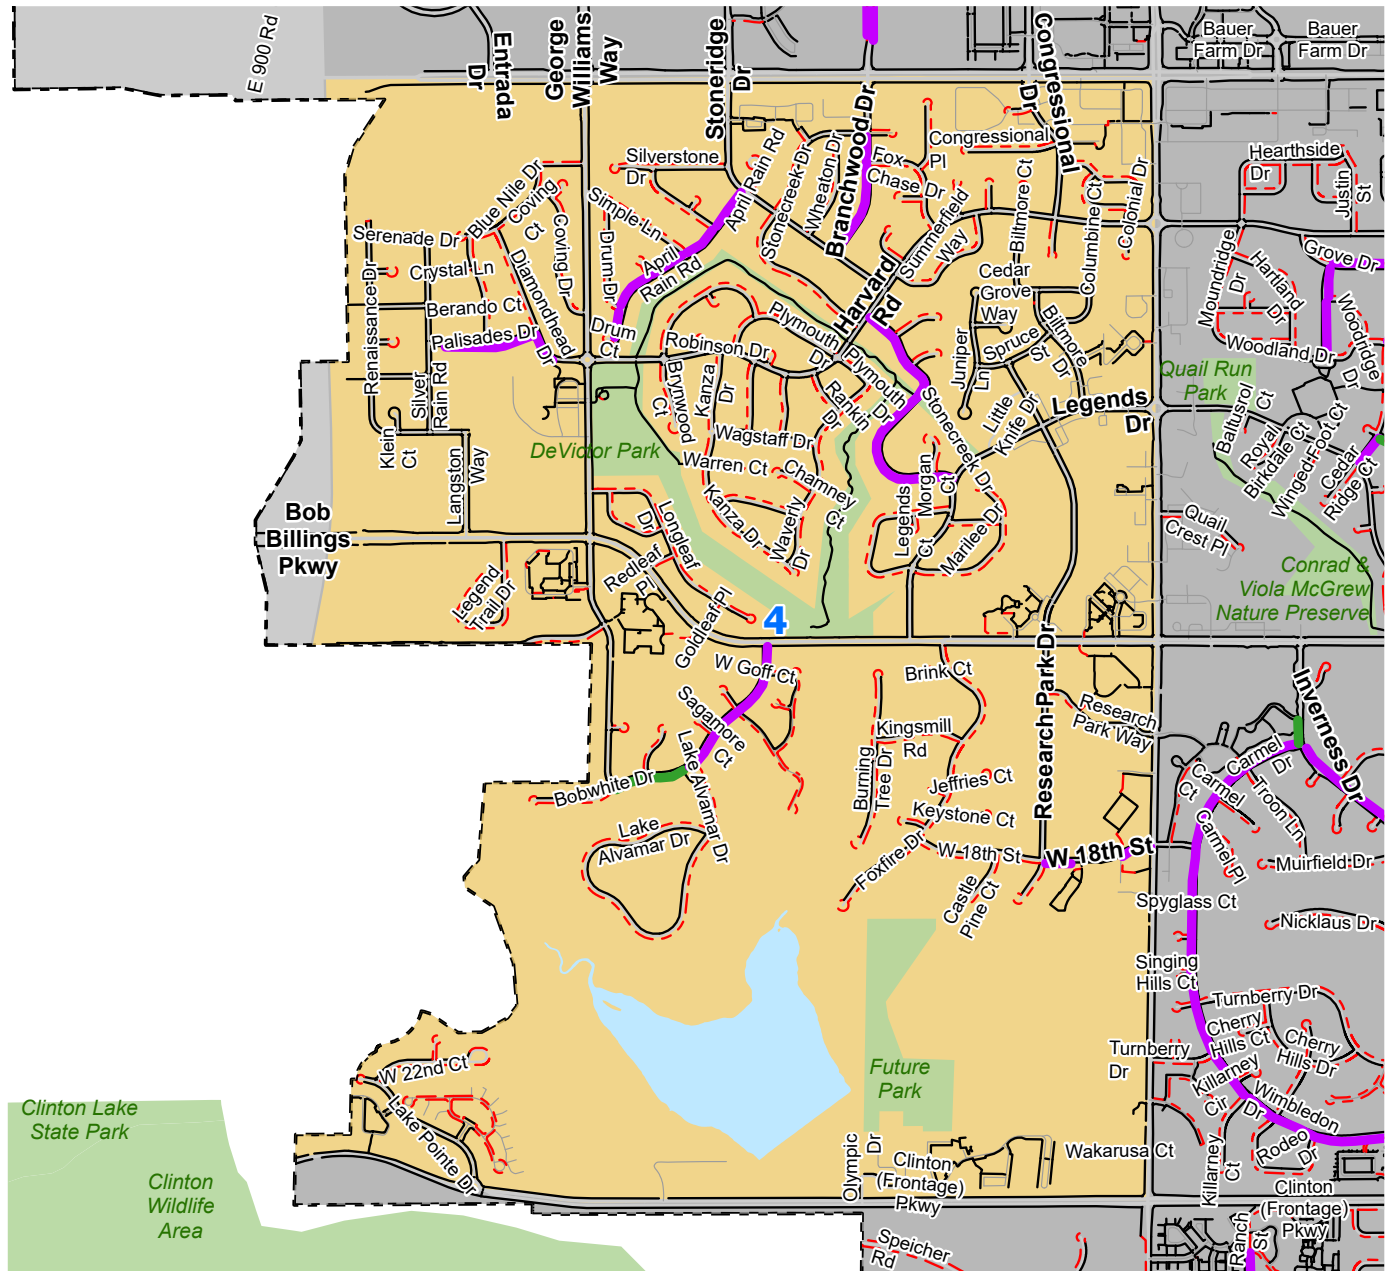 E 900 Rd
Entrada
Dr
George
Williams
Way
Stoneridge
Dr
Congressional
Dr
Bauer
Farm Dr
Bauer
Farm Dr
Silverstone
Dr
April Rain Rd
Stonecreek Dr
Wheaton Dr
Branchwood Dr
Fox
Chase Dr
Congressional
Pl
Hearthside
Dr
Justin
St
Blue Nile Dr
Coving
Ct
Coving Dr
Simple Ln
Drum Dr
April
Rain Rd
Serenade Dr
Crystal Ln
Berando Ct
Palisades Dr
Diamondhead
Dr
Renaissance Dr
Silver
Rain Rd
Klein
Ct
Langston
Way
Drum
Ct
Summerfield
Way
Biltmore Ct
Columbine Ct
Colonial Dr
Cedar
Grove
Way
Harvard
Rd
Plymouth
Dr
Plymouth
Dr
Robinson Dr
Brynwood
Ct
Kanza
Dr
Wagstaff Dr
Rankin
Dr
Warren Ct
Chamney
Ct
Kanza Dr
Waverly
Dr
Juniper
Ln
Spruce
St
Biltmore
Dr
Little
Knife Dr
Legends
Dr
Stonecreek Dr
Morgan
Ct
Legends
Ct
Marilee Dr
Moundridge
Dr
Hartland
Dr
Grove Dr
Woodridge
Dr
Woodland Dr
Quail Run
Park
Baltusrol
Ct
Royal
Birkdale Ct
Winged Foot Ct
Cedar
Ridge Ct
Quail
Crest Pl
Conrad &
Viola McGrew
Nature Preserve
DeVictor Park
Bob
Billings
Pkwy
Legend
Trail Dr
Longleaf
Dr
Redleaf
Pl
Goldleaf Pl
4
W Goff Ct
Sagamore
Ct
Lake Alvamar Dr
Bobwhite Dr
Lake
Alvamar Dr
Brink Ct
Kingsmill
Rd
Burning
Tree Dr
Jeffries Ct
Keystone Ct
Foxfire Dr
W 18th St
Castle
Pine Ct
Research Park Dr
Research
Park Way
W 18th St
Inverness Dr
Carmel
Dr
Carmel
Ct
Troon Ln
Carmel Pl
Muirfield Dr
Spyglass Ct
Nicklaus Dr
Singing
Hills Ct
Turnberry Dr
Cherry
Hills Ct
Cherry
Hills Dr
Turnberry
Dr
Killarney
Cir
Wimbledon
Dr
Rodeo
Dr
Killarney
Ct
Future
Park
W 22nd Ct
Lake Pointe Dr
Clinton Lake
State Park
Clinton
Wildlife
Area
Olympic
Dr
Clinton
(Frontage)
Pkwy
Wakarusa Ct
Clinton
(Frontage)
Pkwy
Ranch
St
Speicher
Rd